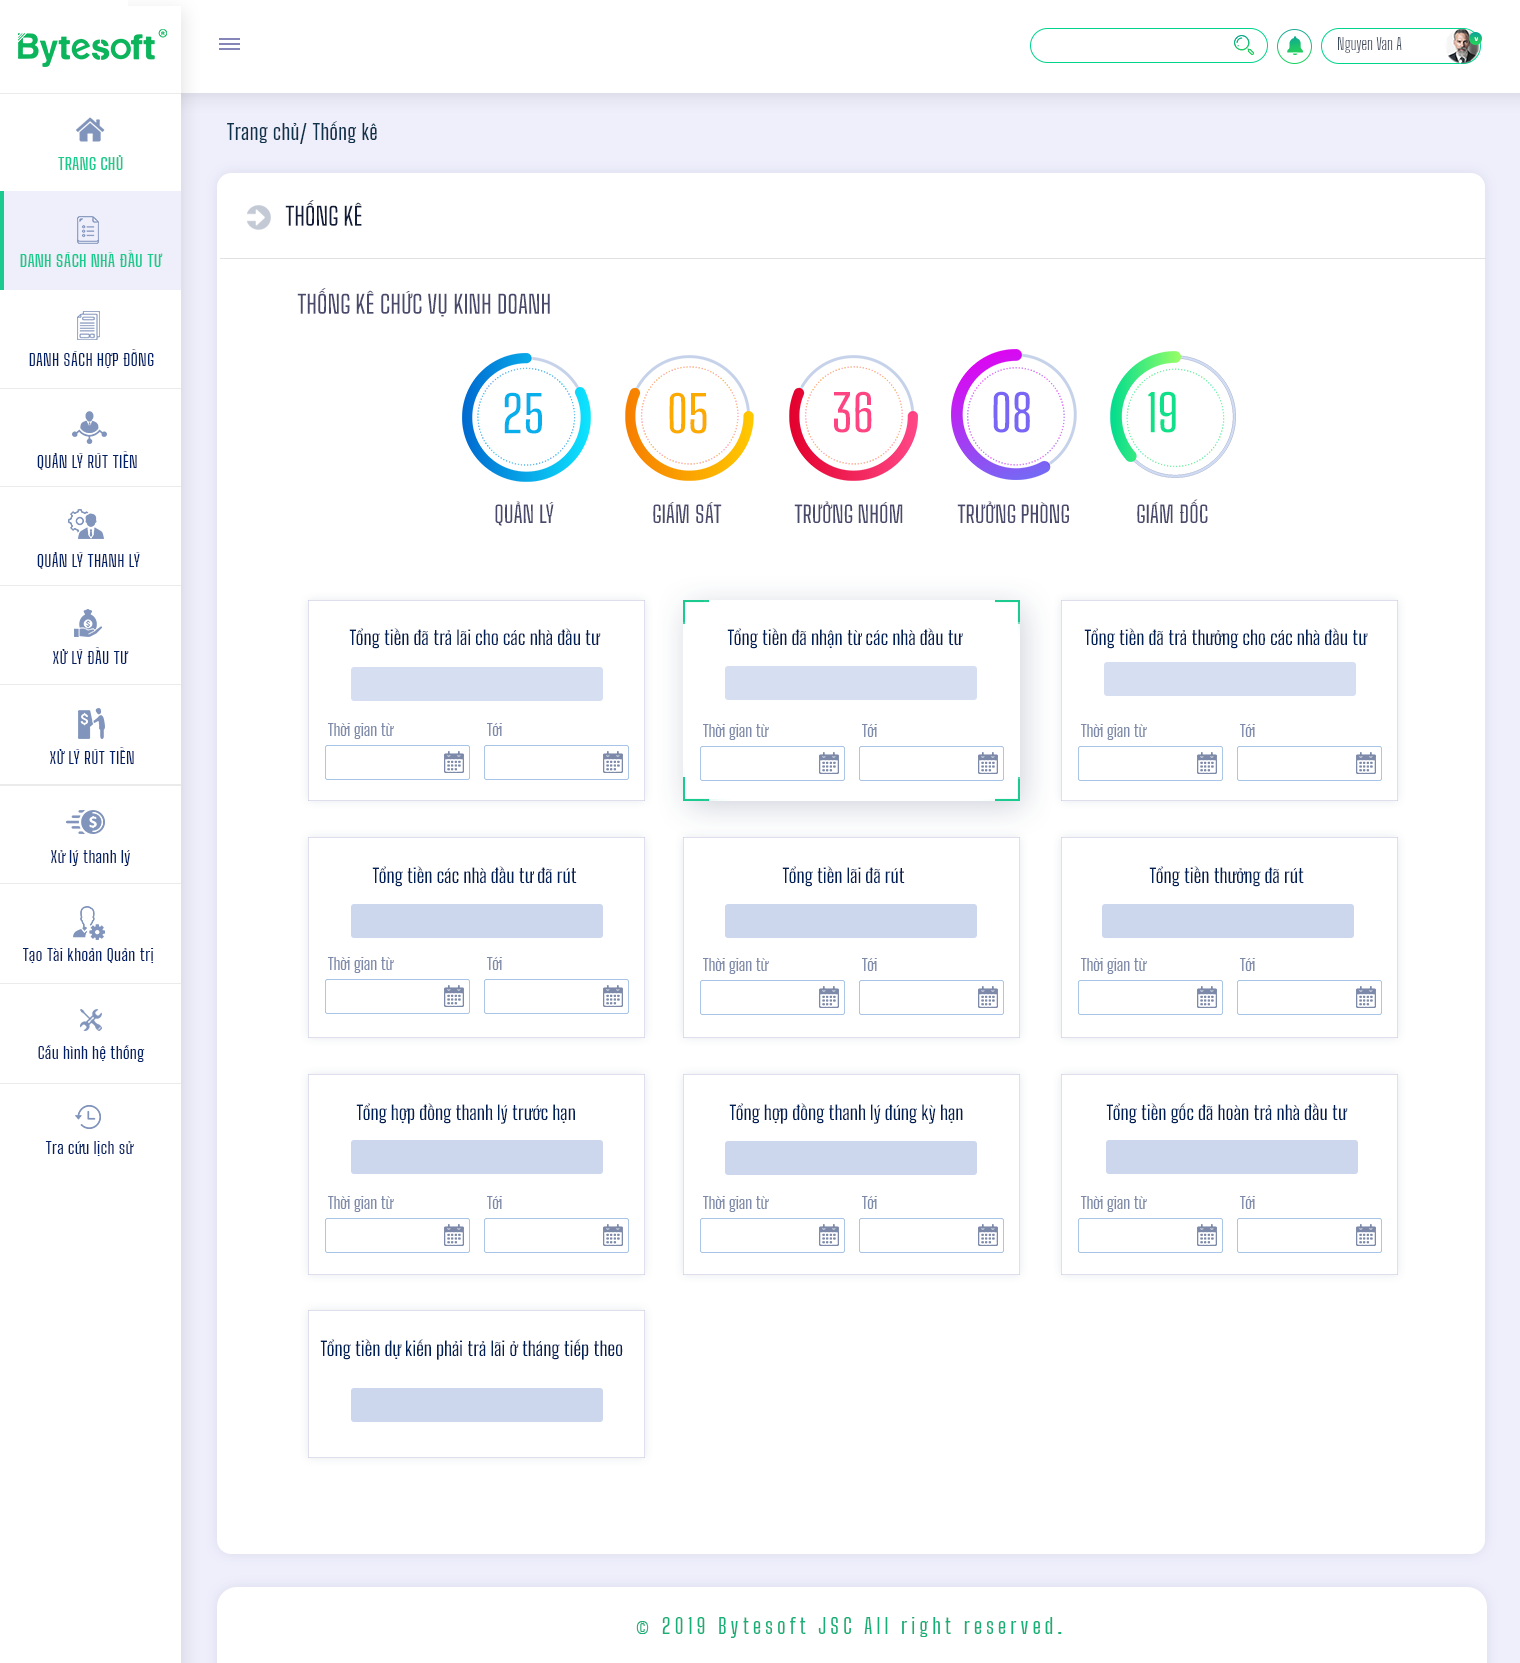 Bytesoft®
Nguyen Van A
Trang chủ/ Thống kê
TRANG CHỦ
DANH SÁCH NHÀ ĐẦU TƯ
DANH SÁCH HỢP ĐỒNG
QUẢN LÝ RÚT TIỀN
QUẢN LÝ THANH LÝ
XỬ LÝ ĐẦU TƯ
XỬ LÝ RÚT TIỀN
Xử lý thanh lý
Tạo Tài khoản Quản trị
Cấu hình hệ thống
Tra cứu lịch sử
THỐNG KÊ
THỐNG KÊ CHỨC VỤ KINH DOANH
25 05 36 08 19
QUẢN LÝ GIÁM SÁT TRƯỞNG NHÓM TRƯỞNG PHÒNG GIÁM ĐỐC
Tổng tiền đã trả lãi cho các nhà đầu tư
Thời gian từ Tới
Tổng tiền đã nhận từ các nhà đầu tư
Thời gian từ Tới
Tổng tiền đã trả thưởng cho các nhà đầu tư
Thời gian từ Tới
Tổng tiền các nhà đầu tư đã rút
Thời gian từ Tới
Tổng tiền lãi đã rút
Thời gian từ Tới
Tổng tiền thưởng đã rút
Thời gian từ Tới
Tổng hợp đồng thanh lý trước hạn
Thời gian từ Tới
Tổng hợp đồng thanh lý đúng kỳ hạn
Thời gian từ Tới
Tổng tiền gốc đã hoàn trả nhà đầu tư
Thời gian từ Tới
Tổng tiền dự kiến phải trả lãi ở tháng tiếp theo
© 2019 Bytesoft JSC All right reserved.